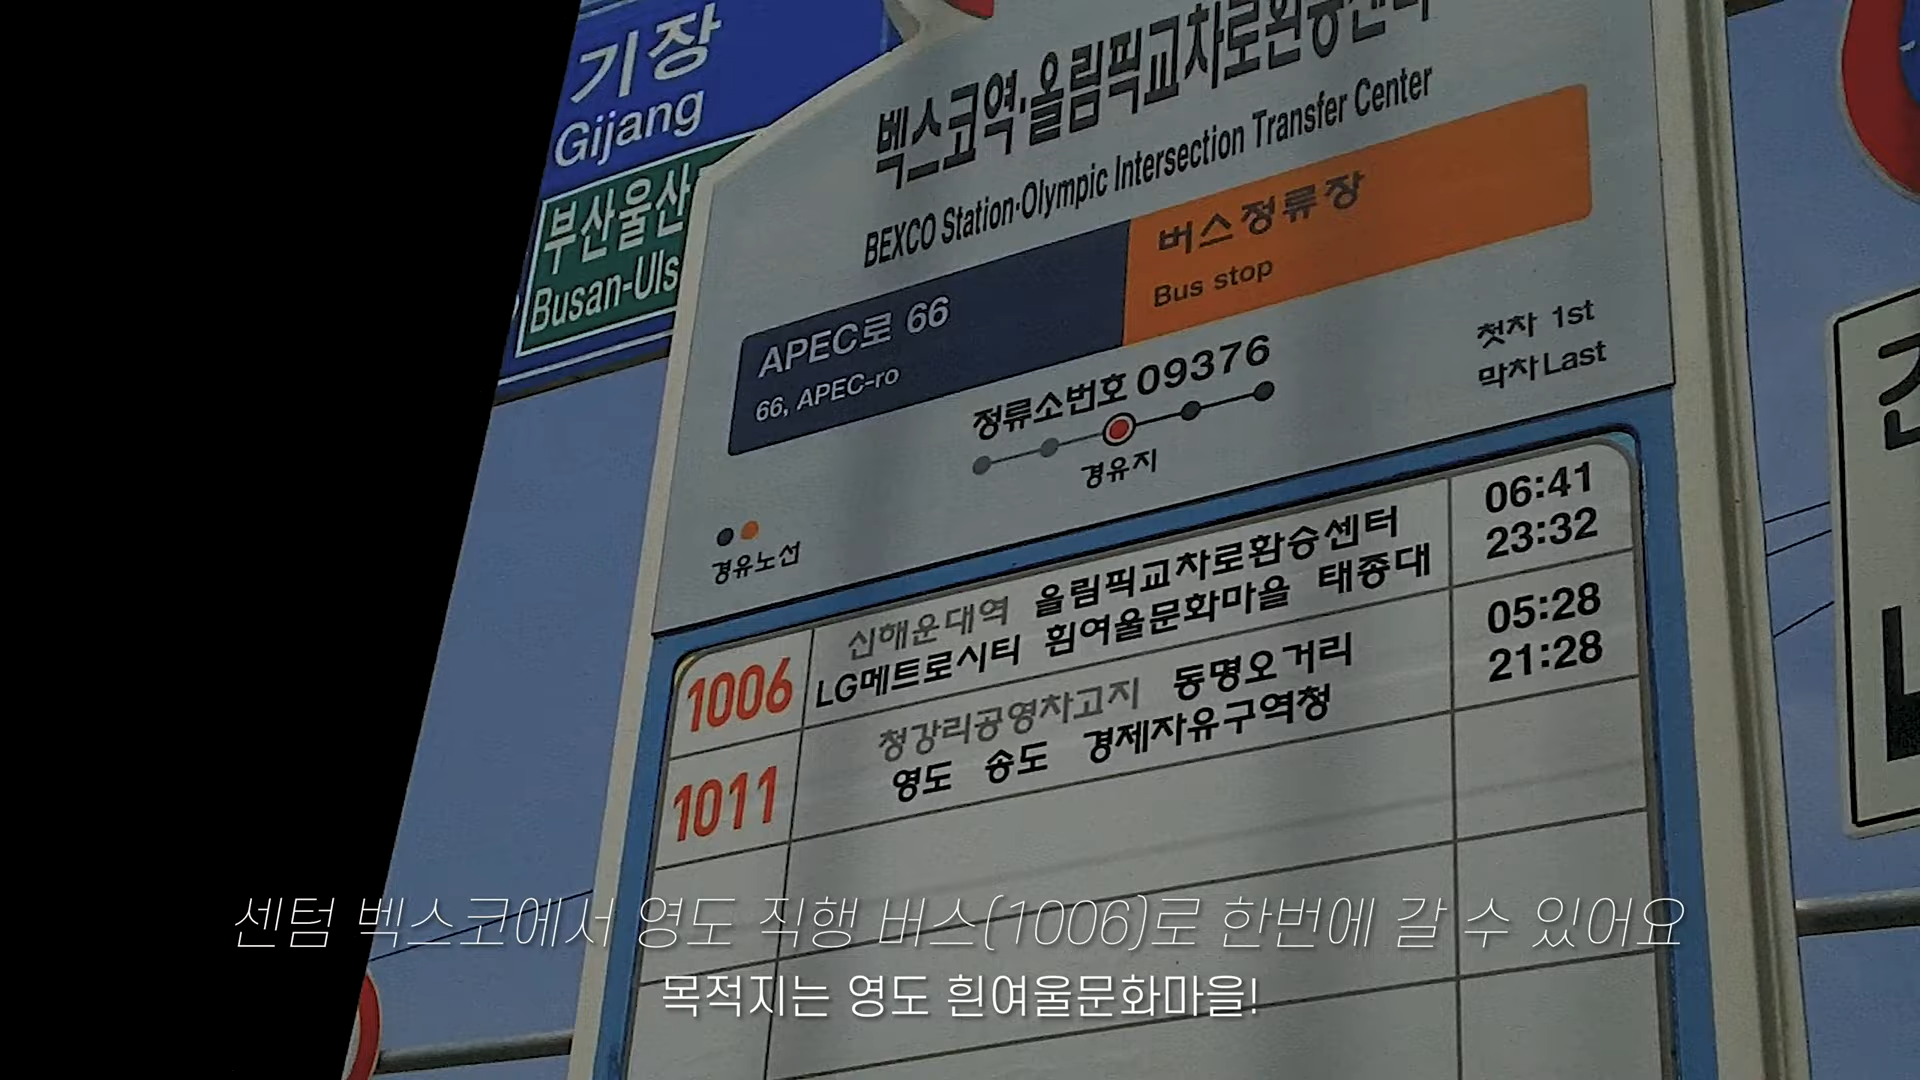 기장
Gijang
부산울산
Busan-Uls
벡스코역·올림픽교차로환승센터
BEXCO Station·Olympic Intersection Transfer Center
APEC로 66
66, APEC-ro
버스정류장
Bus stop
정류소번호 09376
경유지
첫차 1st
막차 Last
경유노선
1006
신해운대역 올림픽교차로환승센터
LG메트로시티 흰여울문화마을 태종대
06:41
23:32
1011
청강리공영차고지 동명오거리
영도 송도 경제자유구역청
05:28
21:28
센텀 벡스코에서 영도 직행 버스(1006)로 한번에 갈 수 있어요
목적지는 영도 흰여울문화마을!